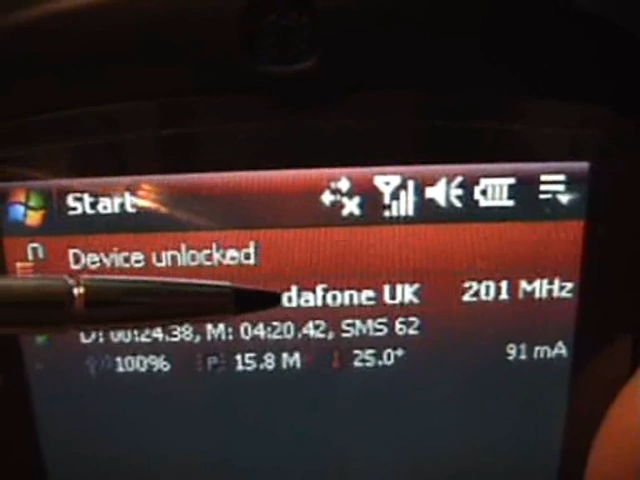 Start
Device unlocked
dafone UK 201 MHz
D: 00:24.38, M: 04:20.42, SMS 62
100% P: 15.8 M 25.0° 91 mA